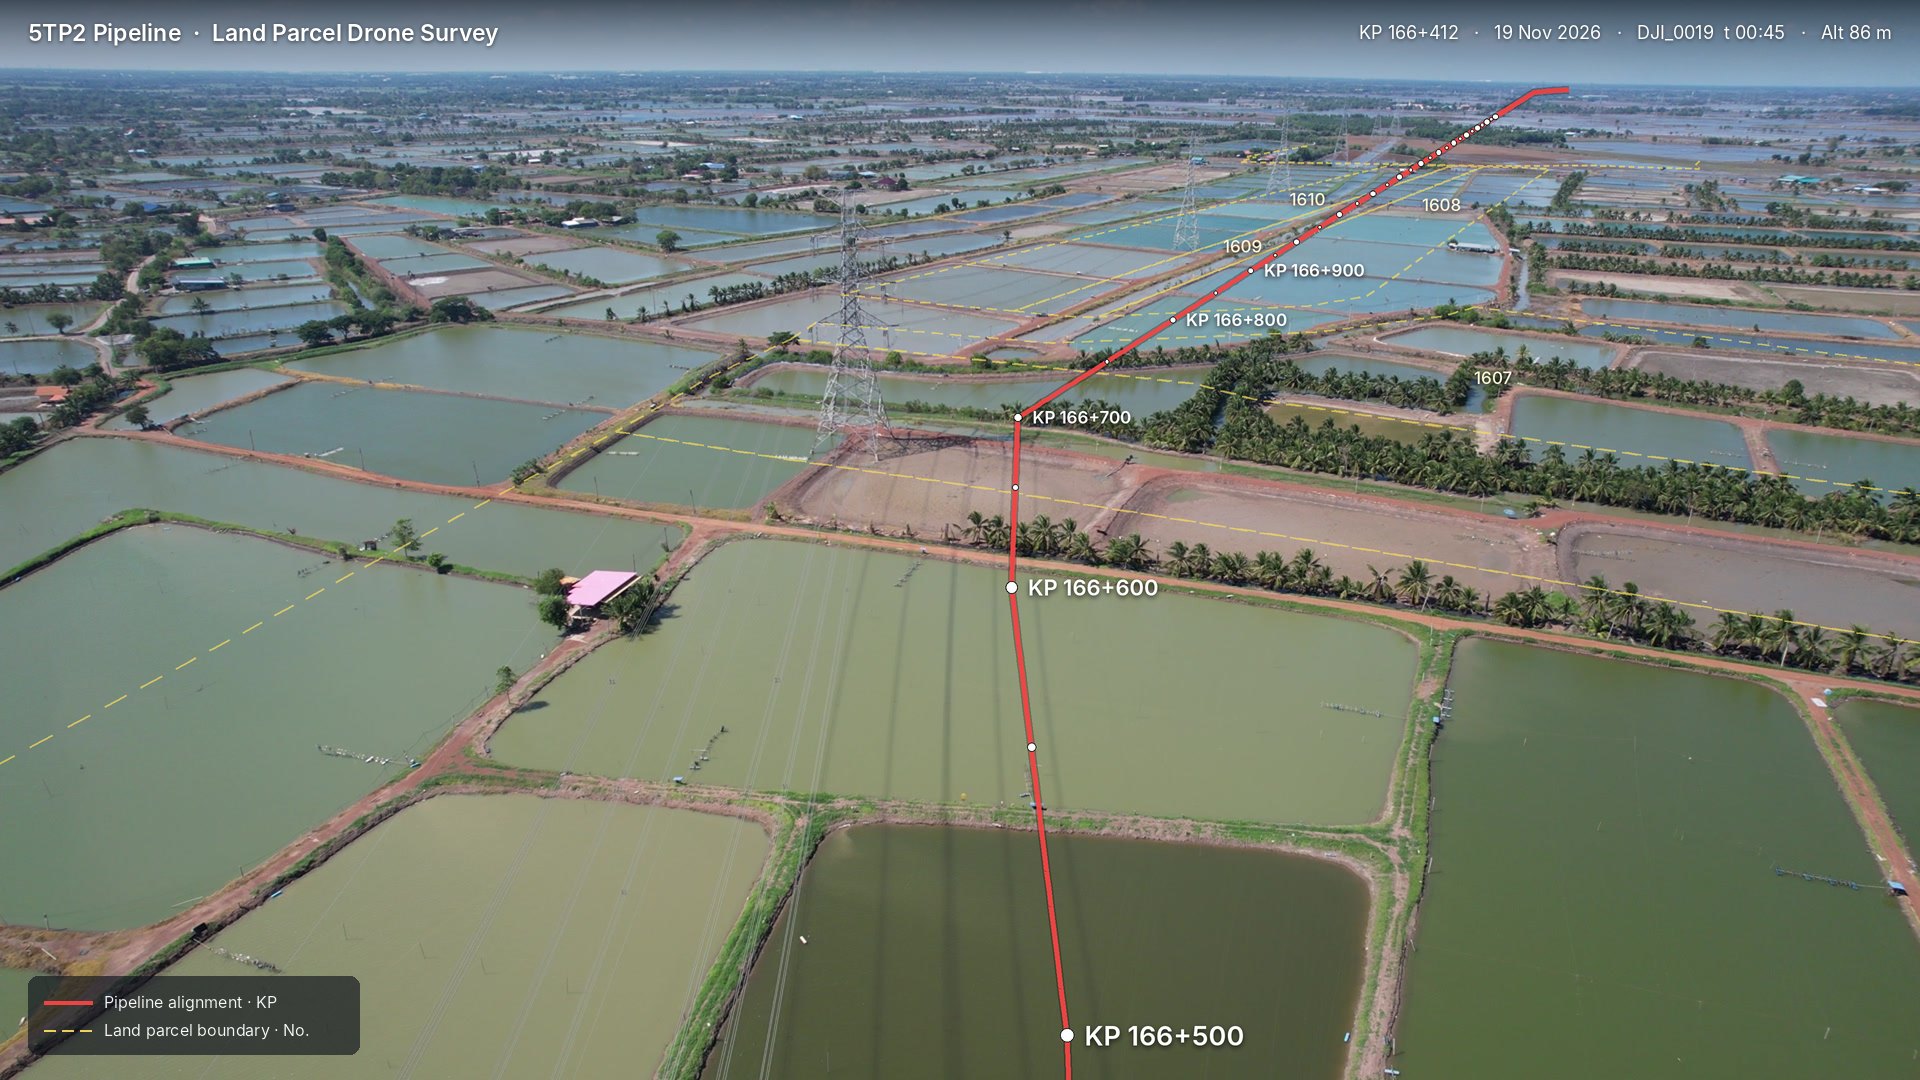 5TP2 Pipeline · Land Parcel Drone Survey
KP 166+412 · 19 Nov 2026 · DJI_0019 t 00:45 · Alt 86 m
1610
1608
1609
KP 166+900
KP 166+800
1607
KP 166+700
KP 166+600
KP 166+500
Pipeline alignment · KP
Land parcel boundary · No.